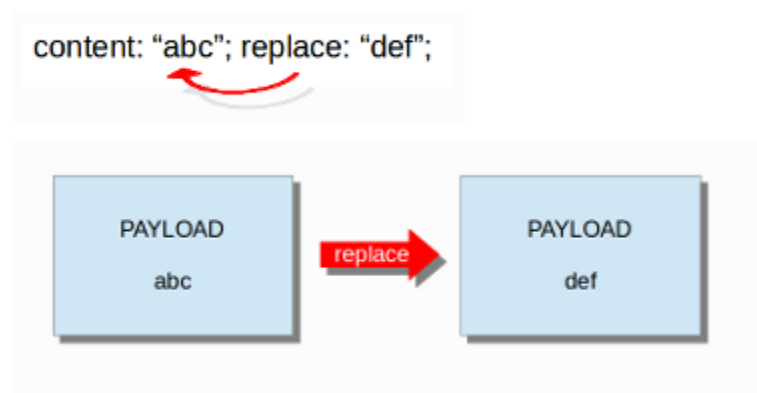 content: “abc”; replace: “def”;
PAYLOAD
abc
replace
PAYLOAD
def